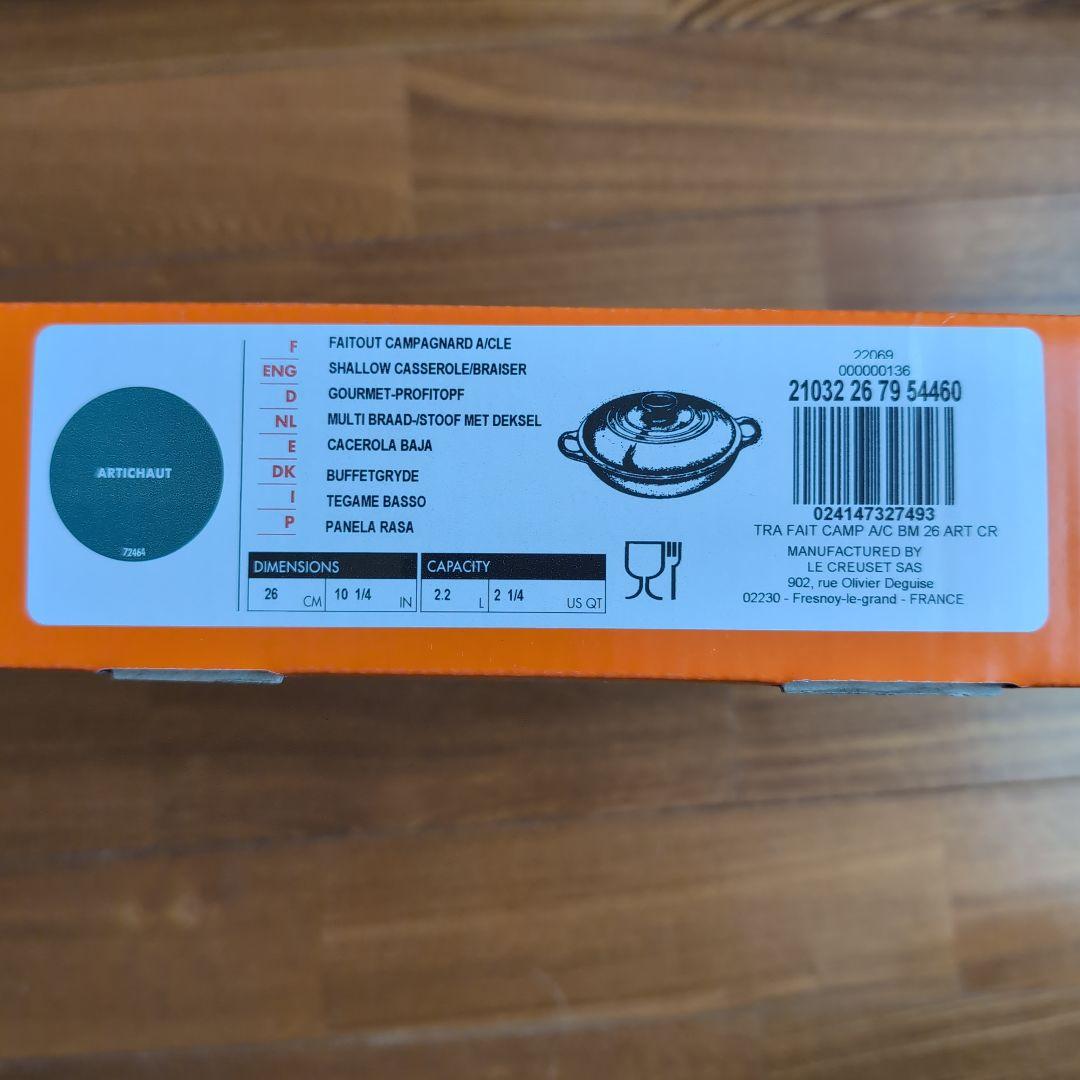 ARTICHAUT
72464
F FAITOUT CAMPAGNARD A/CLE
ENG SHALLOW CASSEROLE/BRAISER
D GOURMET-PROFITOPF
NL MULTI BRAAD-/STOOF MET DEKSEL
E CACEROLA BAJA
DK BUFFETGRYDE
I TEGAME BASSO
P PANELA RASA
DIMENSIONS CAPACITY
26 CM 10 1/4 IN 2.2 L 2 1/4 US QT
22069
000000136
21032 26 79 54460
024147327493
TRA FAIT CAMP A/C BM 26 ART CR
MANUFACTURED BY
LE CREUSET SAS
902, rue Olivier Deguise
02230 - Fresnoy-le-grand - FRANCE